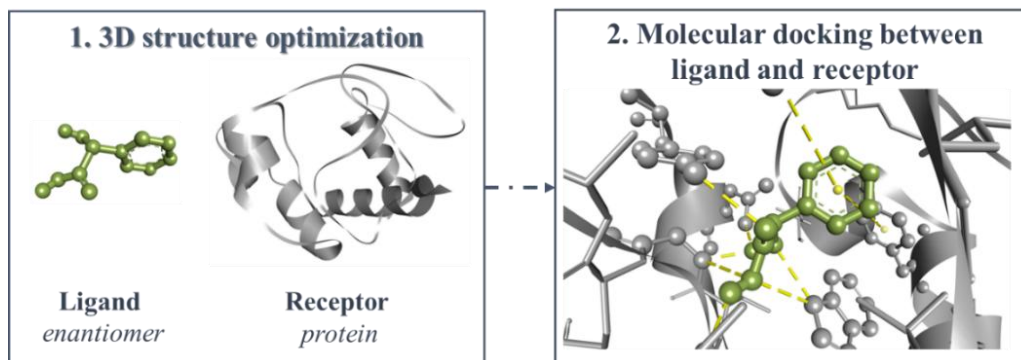 1. 3D structure optimization
Ligand
enantiomer
Receptor
protein
2. Molecular docking between
ligand and receptor